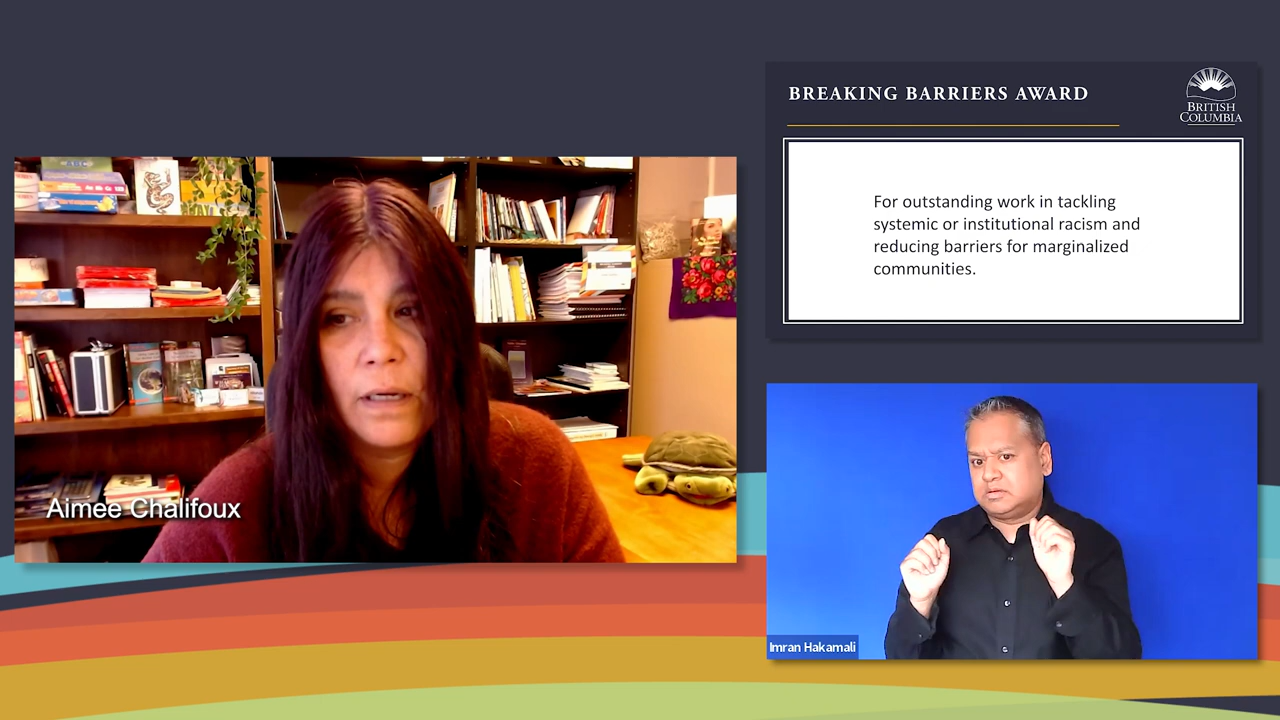 BREAKING BARRIERS AWARD
BRITISH
COLUMBIA
For outstanding work in tackling
systemic or institutional racism and
reducing barriers for marginalized
communities.
Aimee Chalifoux
Imran Hakamali